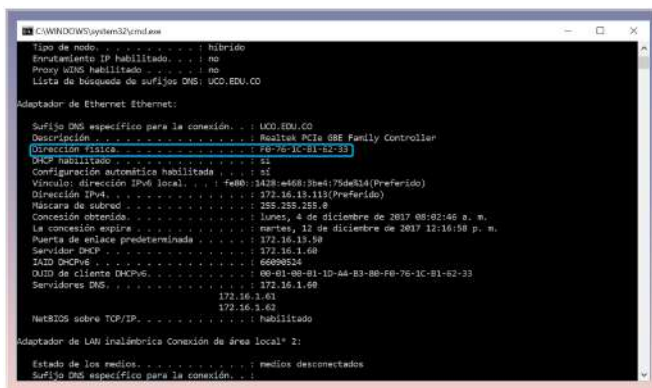 C:\WINDOWS\system32\cmd.exe
Tipo de nodo. . . . . . . . . . : híbrido
Enrutamiento IP habilitado. . . : no
Proxy WINS habilitado . . . . . : no
Lista de búsqueda de sufijos DNS: UCO.EDU.CO
Adaptador de Ethernet Ethernet:
Sufijo DNS específico para la conexión. . : UCO.EDU.CO
Descripción . . . . . . . . . . . . . . . : Realtek PCIe GBE Family Controller
Dirección física. . . . . . . . . . . . . : F0-76-1C-B1-62-33
DHCP habilitado . . . . . . . . . . . . . : sí
Configuración automática habilitada . . . : sí
Vínculo: dirección IPv6 local. . . : fe80::1428:e468:3be4:75de%14(Preferido)
Dirección IPv4. . . . . . . . . . . . . . : 172.16.13.113(Preferido)
Máscara de subred . . . . . . . . . . . . : 255.255.255.0
Concesión obtenida. . . . . . . . . . . . : lunes, 4 de diciembre de 2017 08:02:46 a. m.
La concesión expira . . . . . . . . . . . : martes, 12 de diciembre de 2017 12:16:58 p. m.
Puerta de enlace predeterminada . . . . . : 172.16.13.50
Servidor DHCP . . . . . . . . . . . . . . : 172.16.1.60
IAID DHCPv6 . . . . . . . . . . . . . . . : 66090524
DUID de cliente DHCPv6. . . . . . . . . . : 00-01-00-01-1D-A4-B3-80-F0-76-1C-B1-62-33
Servidores DNS. . . . . . . . . . . . . . : 172.16.1.60
172.16.1.61
172.16.1.62
NetBIOS sobre TCP/IP. . . . . . . . . . . : habilitado
Adaptador de LAN inalámbrica Conexión de área local* 2:
Estado de los medios. . . . . . . . . . . : medios desconectados
Sufijo DNS específico para la conexión. . :